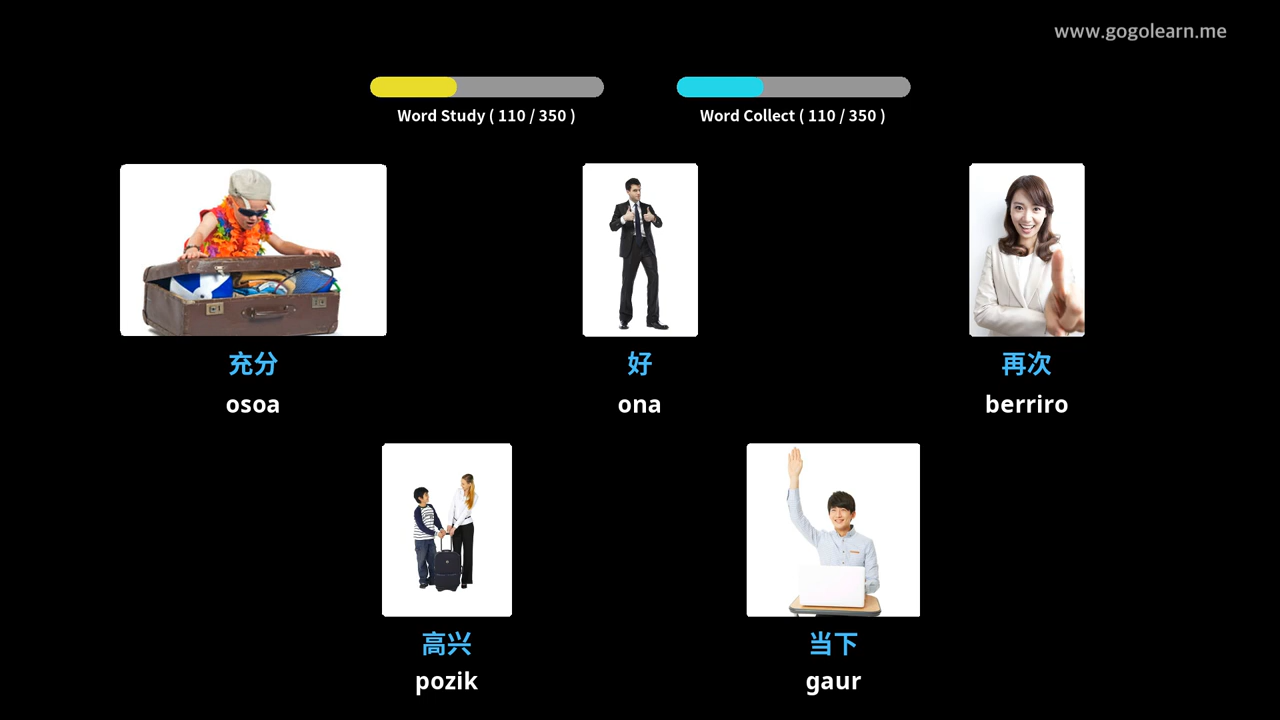 www.gogolearn.me
Word Study ( 110 / 350 )
Word Collect ( 110 / 350 )
充分
osoa
好
ona
再次
berriro
高兴
pozik
当下
gaur